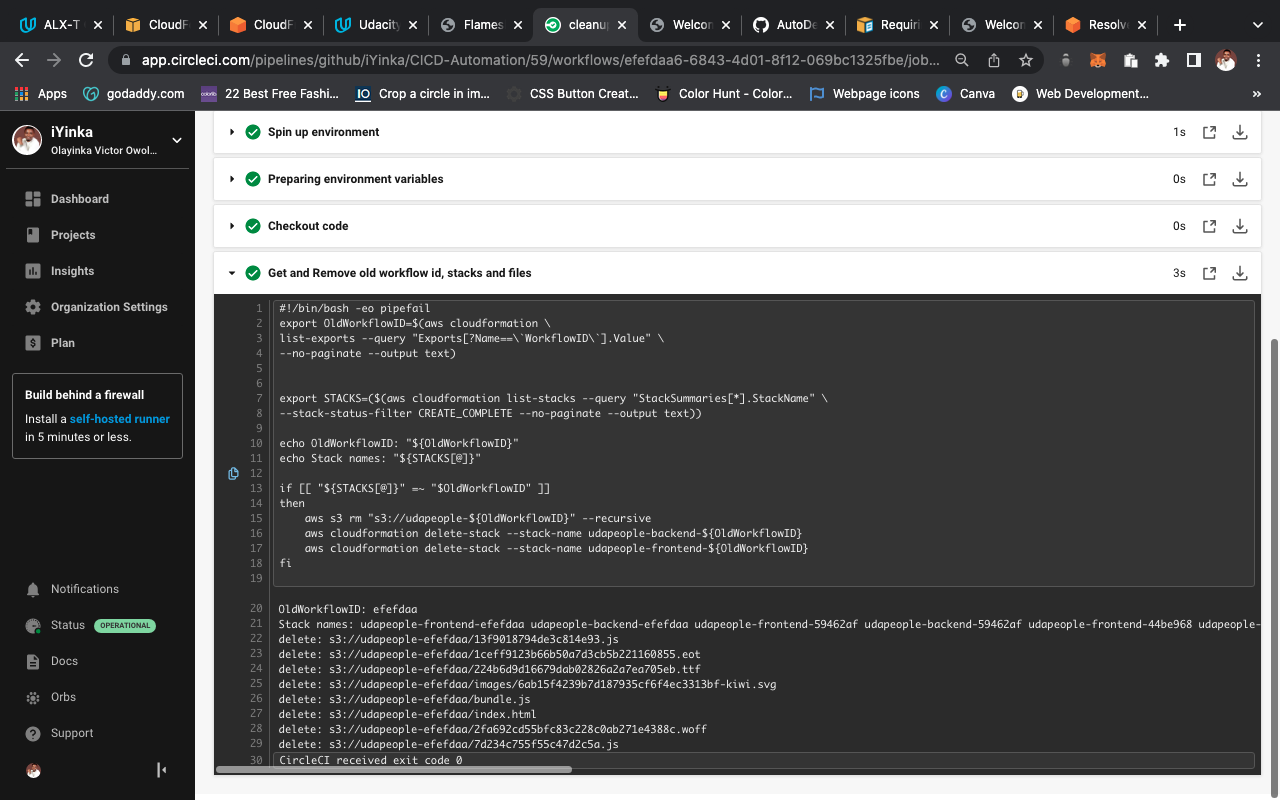 ALX-T
CloudF
CloudF
Udacity
Flames
cleanup
Welcon
AutoDe
Requiri
Welcon
Resolv
app.circleci.com/pipelines/github/iYinka/CICD-Automation/59/workflows/efefdaa6-6843-4d01-8f12-069bc1325fbe/job...
Apps
godaddy.com
22 Best Free Fashi...
Crop a circle in im...
CSS Button Creat...
Color Hunt - Color...
Webpage icons
Canva
Web Development...
iYinka
Olayinka Victor Owol...
Dashboard
Projects
Insights
Organization Settings
Plan
Build behind a firewall
Install a self-hosted runner
in 5 minutes or less.
Notifications
Status OPERATIONAL
Docs
Orbs
Support
Spin up environment 1s
Preparing environment variables 0s
Checkout code 0s
Get and Remove old workflow id, stacks and files 3s
1 #!/bin/bash -eo pipefail
2 export OldWorkflowID=$(aws cloudformation \
3 list-exports --query "Exports[?Name==\`WorkflowID\`].Value" \
4 --no-paginate --output text)
5
6
7 export STACKS=($(aws cloudformation list-stacks --query "StackSummaries[*].StackName" \
8 --stack-status-filter CREATE_COMPLETE --no-paginate --output text))
9
10 echo OldWorkflowID: "${OldWorkflowID}"
11 echo Stack names: "${STACKS[@]}"
12
13 if [[ "${STACKS[@]}" =~ "$OldWorkflowID" ]]
14 then
15 aws s3 rm "s3://udapeople-${OldWorkflowID}" --recursive
16 aws cloudformation delete-stack --stack-name udapeople-backend-${OldWorkflowID}
17 aws cloudformation delete-stack --stack-name udapeople-frontend-${OldWorkflowID}
18 fi
19
20 OldWorkflowID: efefdaa
21 Stack names: udapeople-frontend-efefdaa udapeople-backend-efefdaa udapeople-frontend-59462af udapeople-backend-59462af udapeople-frontend-44be968 udapeople-
22 delete: s3://udapeople-efefdaa/13f9018794de3c814e93.js
23 delete: s3://udapeople-efefdaa/1ceff9123b66b50a7d3cb5b221160855.eot
24 delete: s3://udapeople-efefdaa/224b6d9d16679dab02826a2a7ea705eb.ttf
25 delete: s3://udapeople-efefdaa/images/6ab15f4239b7d187935cf6f4ec3313bf-kiwi.svg
26 delete: s3://udapeople-efefdaa/bundle.js
27 delete: s3://udapeople-efefdaa/index.html
28 delete: s3://udapeople-efefdaa/2fa692cd55bfc83c228c0ab271e4388c.woff
29 delete: s3://udapeople-efefdaa/7d234c755f55c47d2c5a.js
30 CircleCI received exit code 0